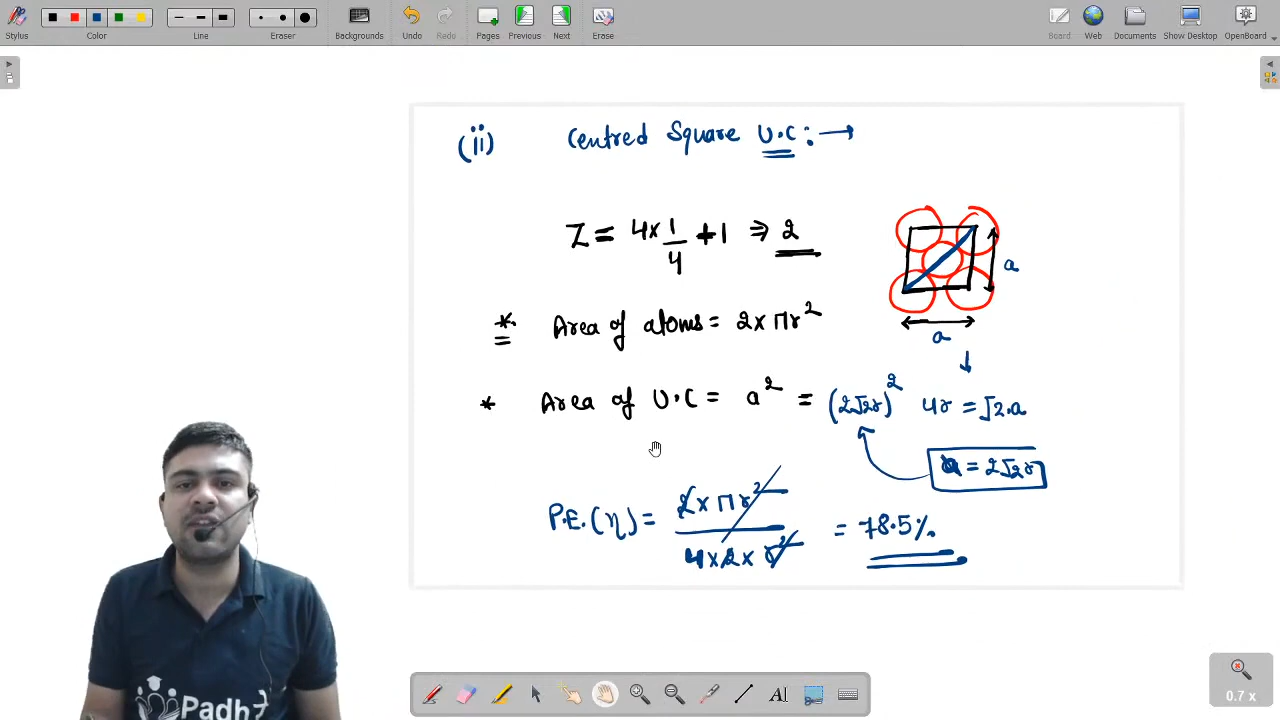 Stylus
Color
Line
Eraser
Backgrounds
Undo
Redo
Pages
Previous
Next
Erase
Board
Web
Documents
Show Desktop
OpenBoard
(ii) Centred Square U.C :→
Z = 4×1/4 +1 ⇒ 2
a
a
* Area of atoms = 2×πr²
* Area of U.C = a² = (2√2r)²
4r = √2.a
a = 2√2r
P.E.(η) = 2×πr² / 4×2×r² = 78.5%
Padh
0.7 x